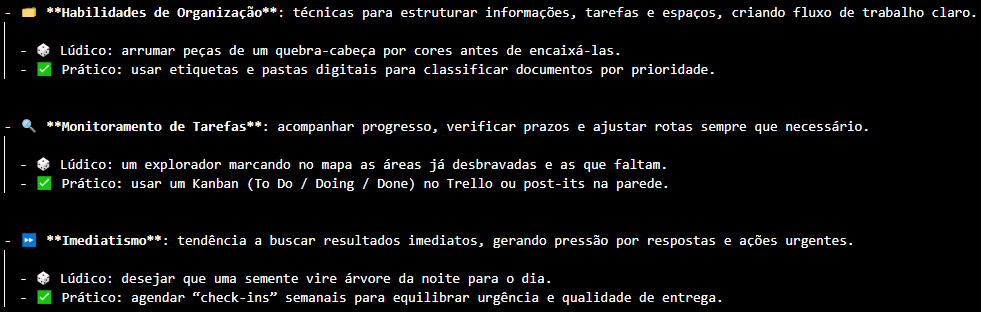 - 🗂️ **Habilidades de Organização**: técnicas para estruturar informações, tarefas e espaços, criando fluxo de trabalho claro.
- 🎲 Lúdico: arrumar peças de um quebra-cabeça por cores antes de encaixá-las.
- ✅ Prático: usar etiquetas e pastas digitais para classificar documentos por prioridade.
- 🔍 **Monitoramento de Tarefas**: acompanhar progresso, verificar prazos e ajustar rotas sempre que necessário.
- 🎲 Lúdico: um explorador marcando no mapa as áreas já desbravadas e as que faltam.
- ✅ Prático: usar um Kanban (To Do / Doing / Done) no Trello ou post-its na parede.
- ⏩ **Imediatismo**: tendência a buscar resultados imediatos, gerando pressão por respostas e ações urgentes.
- 🎲 Lúdico: desejar que uma semente vire árvore da noite para o dia.
- ✅ Prático: agendar “check-ins” semanais para equilibrar urgência e qualidade de entrega.